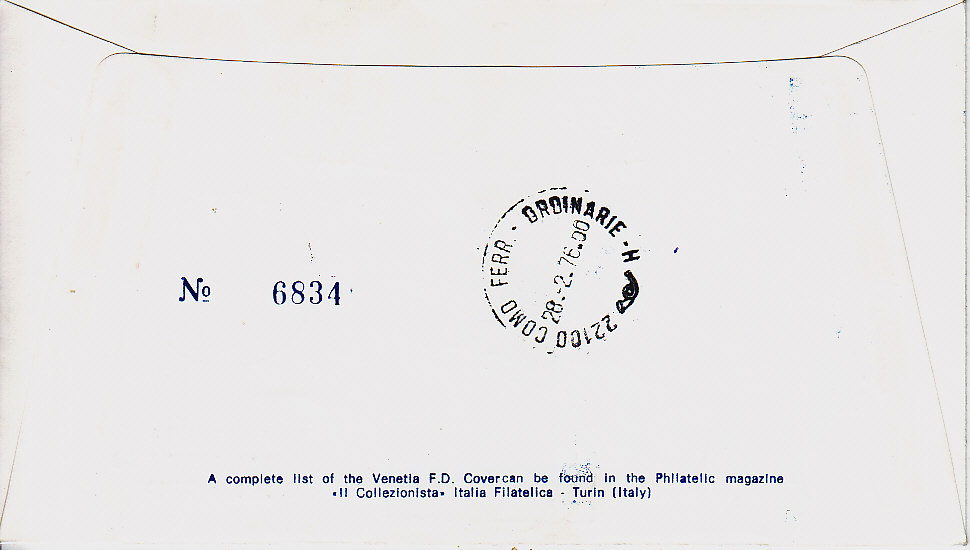 22100 COMO FERR. - ORDINARIE - H
28.-2.76.00
No 6834
A complete list of the Venetia F.D. Covercan be found in the Philatelic magazine
«Il Collezionista» Italia Filatelica - Turin (Italy)